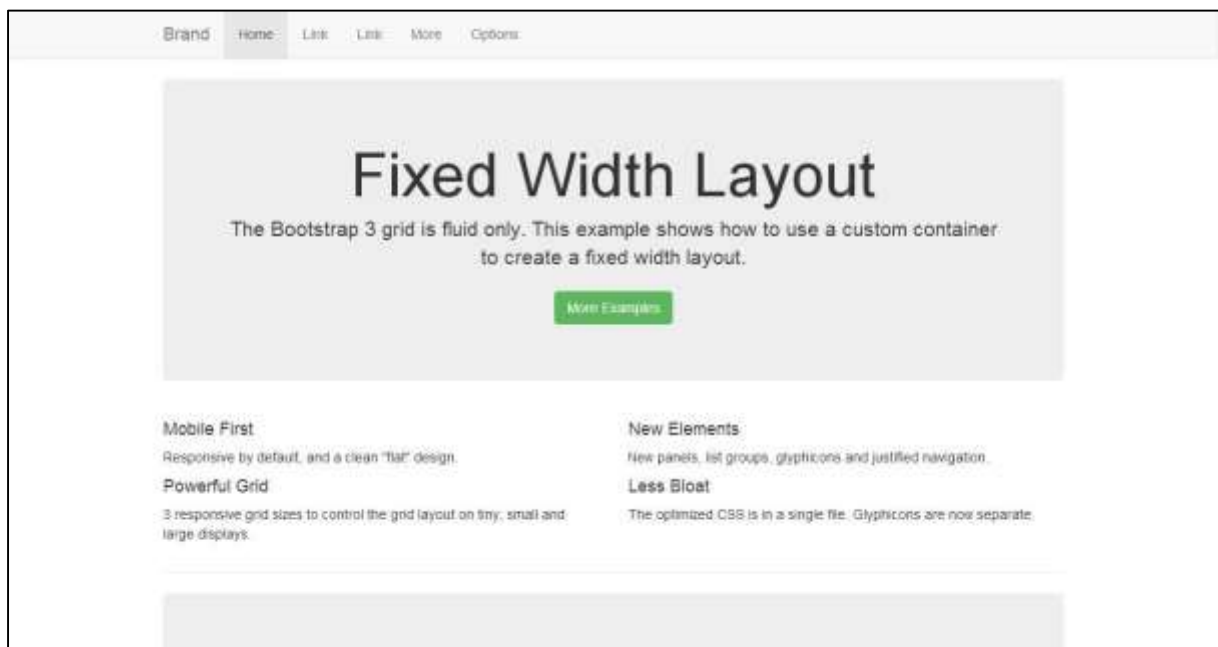 Brand Home Link Link More Options
Fixed Width Layout
The Bootstrap 3 grid is fluid only. This example shows how to use a custom container
to create a fixed width layout.
More Examples
Mobile First
Responsive by default, and a clean "flat" design.
Powerful Grid
3 responsive grid sizes to control the grid layout on tiny, small and
large displays.
New Elements
New panels, list groups, glyphicons and justified navigation.
Less Bloat
The optimized CSS is in a single file. Glyphicons are now separate.